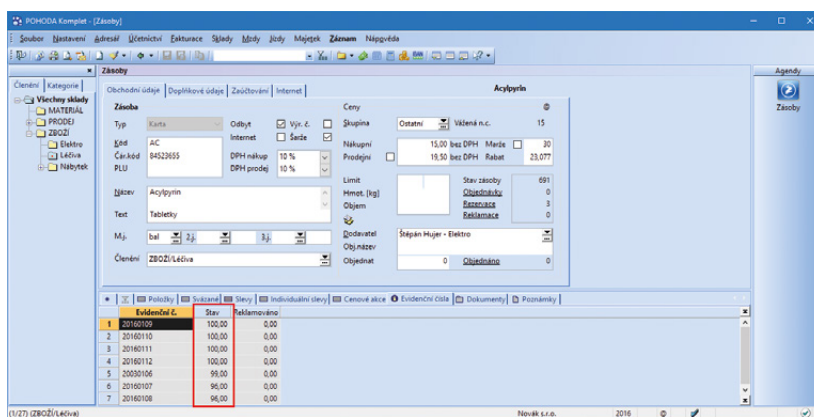 POHODA Komplet - [Zásoby]
Soubor Nastavení Adresář Účetnictví Fakturace Sklady Mzdy Jízdy Majetek Záznam Nápověda
Zásoby
Agendy
Členění Kategorie
Obchodní údaje Doplňkové údaje Zaúčtování Internet
Acylpyrin
Zásoby
Všechny sklady
MATERIÁL
PRODEJ
ZBOŽÍ
Elektro
Léčiva
Nábytek
Zásoba
Ceny
Typ Karta Odbyt Výr. č. Skupina Ostatní Vážená n.c. 15
Internet Šarže
Kód AC Nákupní 15,00 bez DPH Marže 30
Čár.kód 84523655 DPH nákup 10 % Prodejní 19,50 bez DPH Rabat 23,077
PLU DPH prodej 10 %
Limit Stav zásoby 691
Název Acylpyrin Hmot. [kg] Objednávky 0
Objem Rezervace 3
Text Tabletky Reklamace 0
M.j. bal 2.j. 3.j. Dodavatel Štěpán Hujer - Elektro
Obj.název
Členění ZBOŽÍ/Léčiva Objednat 0 Objednáno 0
Položky Svázané Slevy Individuální slevy Cenové akce Evidenční čísla Dokumenty Poznámky
Evidenční č. Stav Reklamováno
1 20160109 100,00 0,00
2 20160110 100,00 0,00
3 20160111 100,00 0,00
4 20160112 100,00 0,00
5 20030106 99,00 0,00
6 20160107 96,00 0,00
7 20160108 96,00 0,00
(1/27) (ZBOŽÍ/Léčiva) Novák s.r.o. 2016